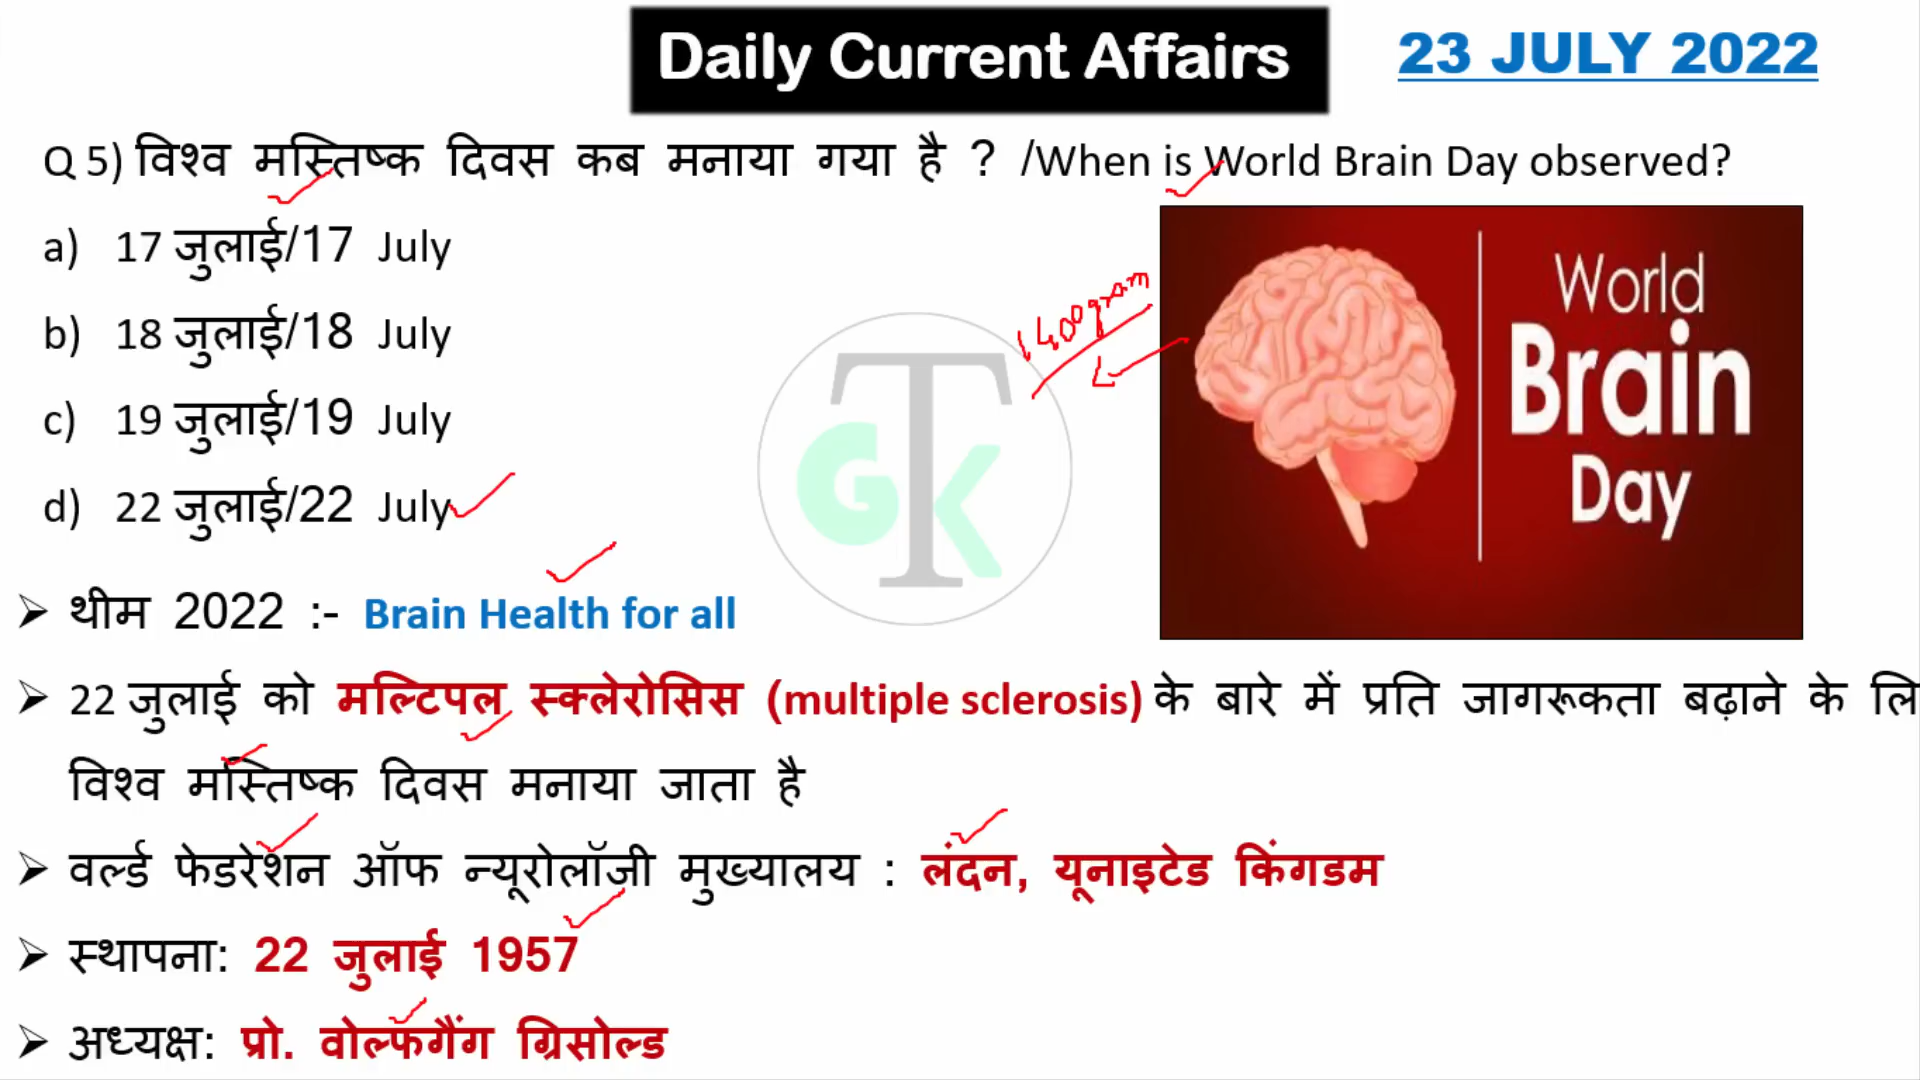 Daily Current Affairs
23 JULY 2022
Q 5) विश्व मस्तिष्क दिवस कब मनाया गया है ? /When is World Brain Day observed?
a) 17 जुलाई/17 July
b) 18 जुलाई/18 July
c) 19 जुलाई/19 July
d) 22 जुलाई/22 July
1400gram
World
Brain
Day
GTK
➢ थीम 2022 :- Brain Health for all
➢ 22 जुलाई को मल्टिपल स्क्लेरोसिस (multiple sclerosis) के बारे में प्रति जागरूकता बढ़ाने के लि
विश्व मस्तिष्क दिवस मनाया जाता है
➢ वर्ल्ड फेडरेशन ऑफ न्यूरोलॉजी मुख्यालय : लंदन, यूनाइटेड किंगडम
➢ स्थापना: 22 जुलाई 1957
➢ अध्यक्ष: प्रो. वोल्फगैंग ग्रिसोल्ड